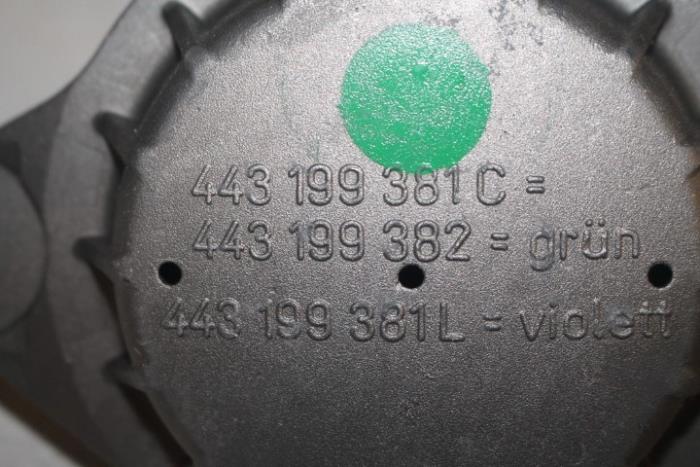 443 199 381 C =
443 199 382 = grün
443 199 381 L = violett